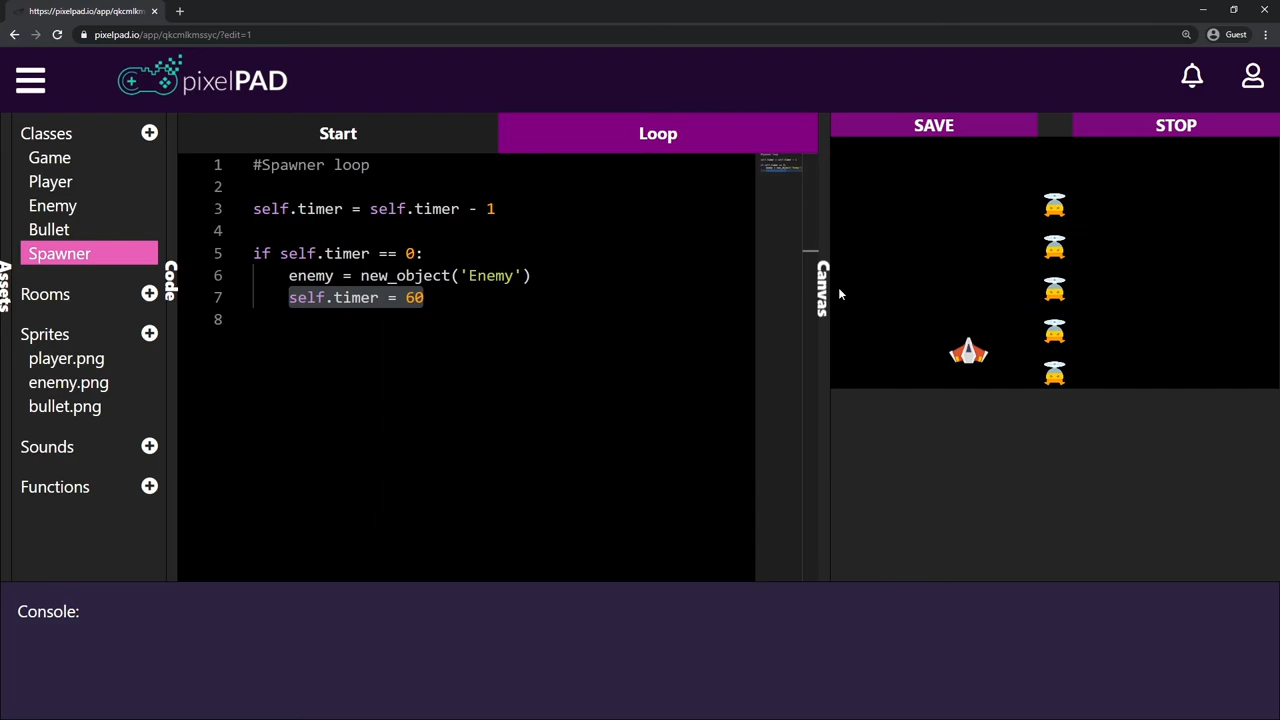 https://pixelpad.io/app/qkcmlkm
pixelpad.io/app/qkcmlkmssyc/?edit=1
Guest
pixelPAD
Classes
Game
Player
Enemy
Bullet
Spawner
Rooms
Sprites
player.png
enemy.png
bullet.png
Sounds
Functions
Assets
Code
Start
Loop
1 #Spawner loop
2
3 self.timer = self.timer - 1
4
5 if self.timer == 0:
6 enemy = new_object('Enemy')
7 self.timer = 60
8
Canvas
SAVE
STOP
Console: